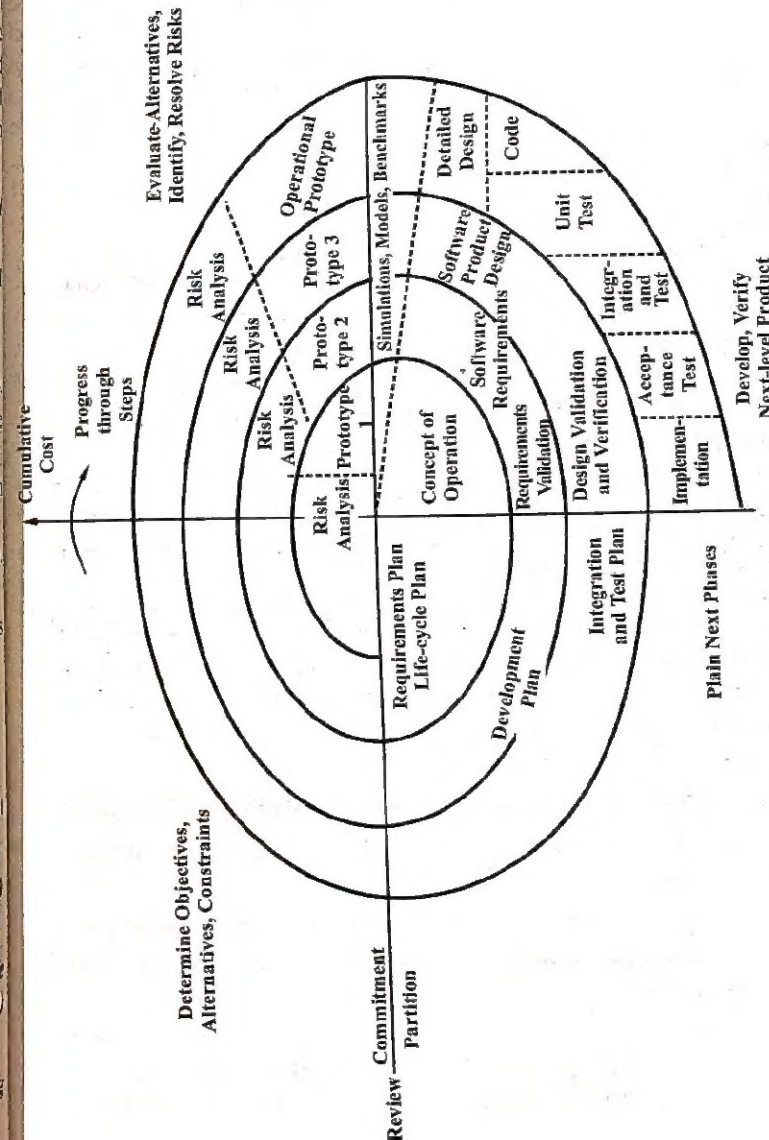 Cumulative
Cost
Progress
through
Steps
Evaluate-Alternatives,
Identify, Resolve Risks
Determine Objectives,
Alternatives, Constraints
Risk
Analysis
Risk
Analysis
Risk
Analysis
Risk
Analysis
Prototype
Proto-
type 2
Proto-
type 3
Operational
Prototype
Review
Commitment
Partition
Simulations, Models, Benchmarks
Requirements Plan
Life-cycle Plan
Concept of
Operation
Software
Requirements
Software
Product
Design
Detailed
Design
Development
Plan
Requirements
Validation
Code
Integration
and Test Plan
Design Validation
and Verification
Unit
Test
Integr-
ation
and
Test
Accep-
tance
Test
Implemen-
tation
Plain Next Phases
Develop, Verify
Next-level Product